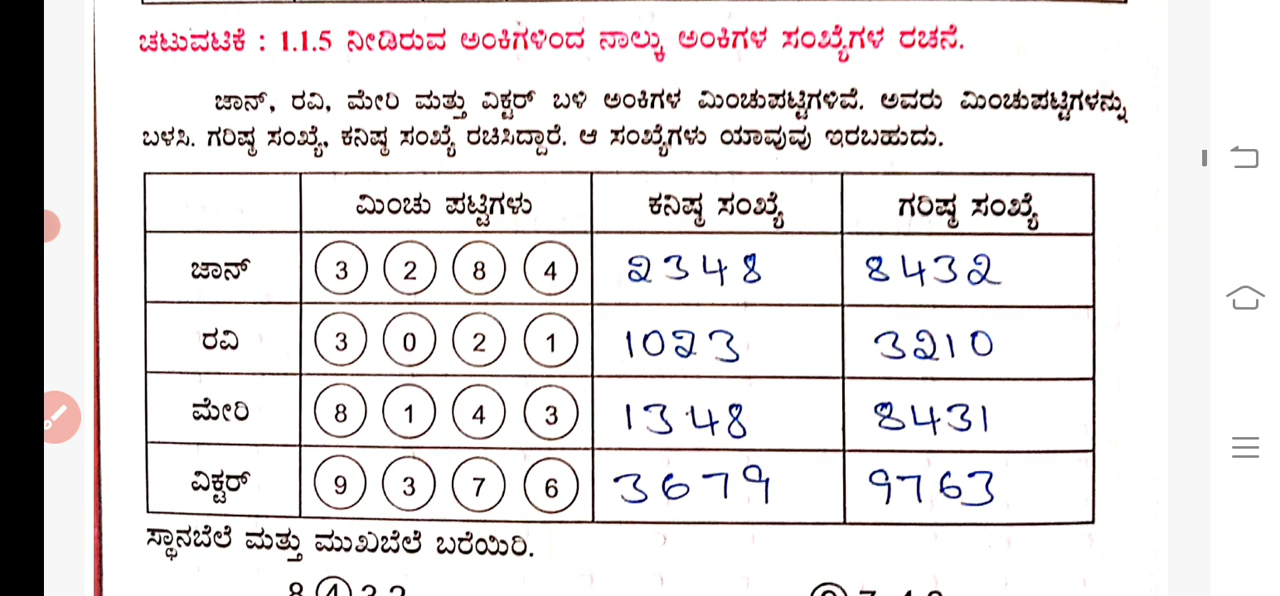 ಚಟುವಟಿಕೆ : 1.1.5 ನೀಡಿರುವ ಅಂಕಿಗಳಿಂದ ನಾಲ್ಕು ಅಂಕಿಗಳ ಸಂಖ್ಯೆಗಳ ರಚನೆ.
ಜಾನ್, ರವಿ, ಮೇರಿ ಮತ್ತು ವಿಕ್ಟರ್ ಬಳಿ ಅಂಕಿಗಳ ಮಿಂಚುಪಟ್ಟಿಗಳಿವೆ. ಅವರು ಮಿಂಚುಪಟ್ಟಿಗಳನ್ನು
ಬಳಸಿ. ಗರಿಷ್ಠ ಸಂಖ್ಯೆ, ಕನಿಷ್ಠ ಸಂಖ್ಯೆ ರಚಿಸಿದ್ದಾರೆ. ಆ ಸಂಖ್ಯೆಗಳು ಯಾವುವು ಇರಬಹುದು.
ಮಿಂಚು ಪಟ್ಟಿಗಳು ಕನಿಷ್ಠ ಸಂಖ್ಯೆ ಗರಿಷ್ಠ ಸಂಖ್ಯೆ
ಜಾನ್ 3 2 8 4 2348 8432
ರವಿ 3 0 2 1 1023 3210
ಮೇರಿ 8 1 4 3 1348 8431
ವಿಕ್ಟರ್ 9 3 7 6 3679 9763
ಸ್ಥಾನಬೆಲೆ ಮತ್ತು ಮುಖಬೆಲೆ ಬರೆಯಿರಿ.